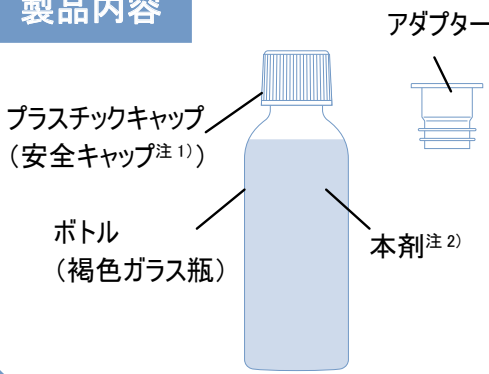 製品内容
アダプター
プラスチックキャップ
（安全キャップ注1)）
ボトル
（褐色ガラス瓶）
本剤注2)